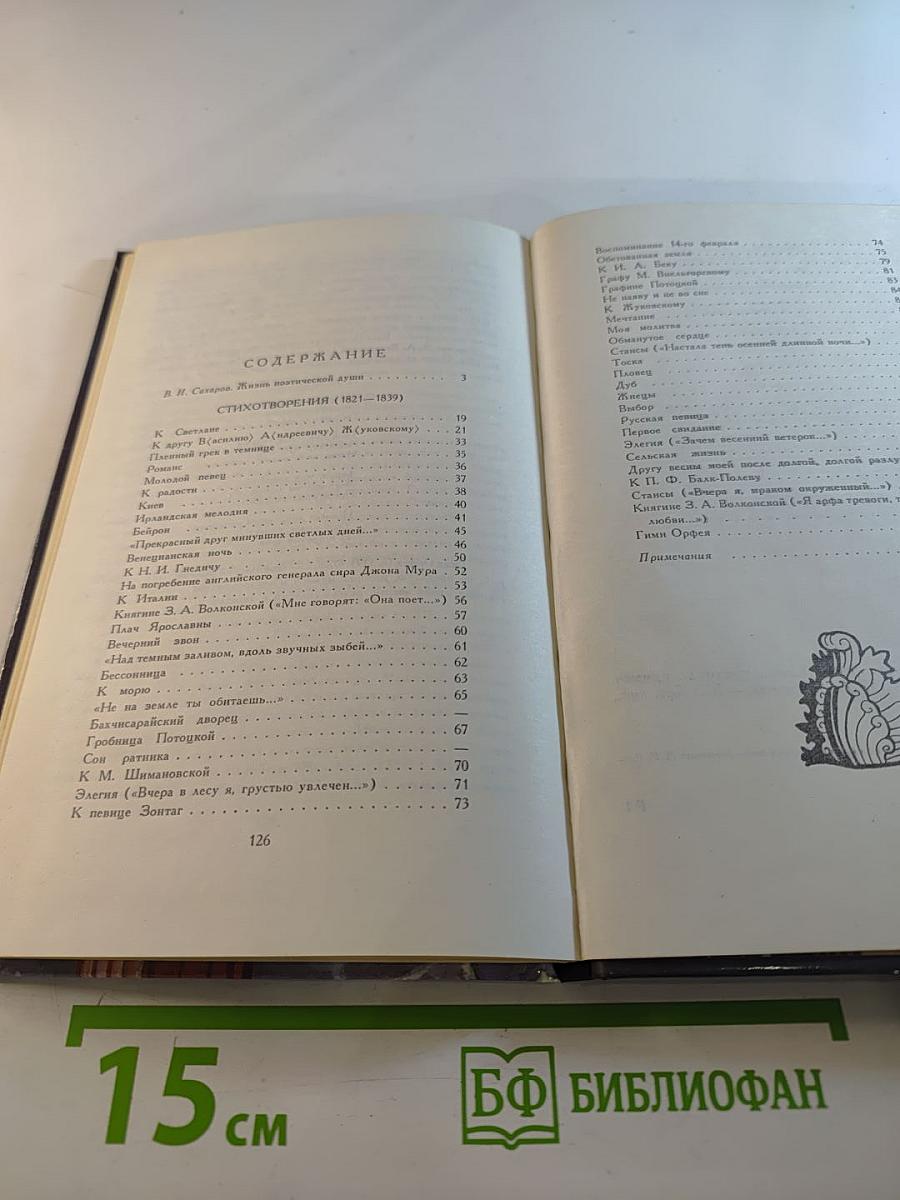 СОДЕРЖАНИЕ
В. И. Сахаров. Жизнь поэтической души . . . . . . . . . 3
СТИХОТВОРЕНИЯ (1821—1839)
К Светлане . . . . . . . . . 19
К другу В⟨асилию⟩ А⟨ндреевичу⟩ Ж⟨уковскому⟩ . . . 21
Пленный грек в темнице . . . . . . . . . 33
Романс . . . . . . . . . 35
Молодой певец . . . . . . . . . 36
К радости . . . . . . . . . 37
Киев . . . . . . . . . 38
Ирландская мелодия . . . . . . . . . 40
Бейрон . . . . . . . . . 41
«Прекрасный друг минувших светлых дней...» . . . . . 45
Венецианская ночь . . . . . . . . . 46
К Н. И. Гнедичу . . . . . . . . . 50
На погребение английского генерала сира Джона Мура . 52
К Италии . . . . . . . . . 53
Княгине З. А. Волконской («Мне говорят: «Она поет...») 56
Плач Ярославны . . . . . . . . . 57
Вечерний звон . . . . . . . . . 60
«Над темным заливом, вдоль звучных зыбей...» . . . . . 61
Бессонница . . . . . . . . . 62
К морю . . . . . . . . . 63
«Не на земле ты обитаешь...» . . . . . . . . . 65
Бахчисарайский дворец . . . . . . . . . —
Гробница Потоцкой . . . . . . . . . 67
Сон ратника . . . . . . . . . —
К М. Шимановской . . . . . . . . . 70
Элегия («Вчера в лесу я, грустью увлечен...») . . . . . . 71
К певице Зонтаг . . . . . . . . . 73
126
Воспоминание 14-го февраля . . . . . . . . . 74
Обетованная земля . . . . . . . . . 75
К И. А. Беку . . . . . . . . . 79
Графу М. Виельгорскому . . . . . . . . . 81
Графине Потоцкой . . . . . . . . . 83
Не наяву и не во сне . . . . . . . . .
К Жуковскому . . . . . . . . .
Мечтание . . . . . . . . .
Моя молитва . . . . . . . . .
Обманутое сердце . . . . . . . . .
Стансы («Настала тень осенней длинной ночи...») . . .
Тоска . . . . . . . . .
Пловец . . . . . . . . .
Дуб . . . . . . . . .
Жнецы . . . . . . . . .
Выбор . . . . . . . . .
Русская певица . . . . . . . . .
Первое свидание . . . . . . . . .
Элегия («Зачем весенний ветерок...») . . . . .
Сельская жизнь . . . . . . . . .
Другу весны моей после долгой, долгой разлу
К П. Ф. Балк-Полеву . . . . . . . . .
Стансы («Вчера я, мраком окруженный...») . .
Княгине З. А. Волконской («Я арфа тревоги, т
любви...») . . . . . . . . .
Гимн Орфея . . . . . . . . .
Примечания . . . . . . . . .
15 см
БФ БИБЛИОФАН